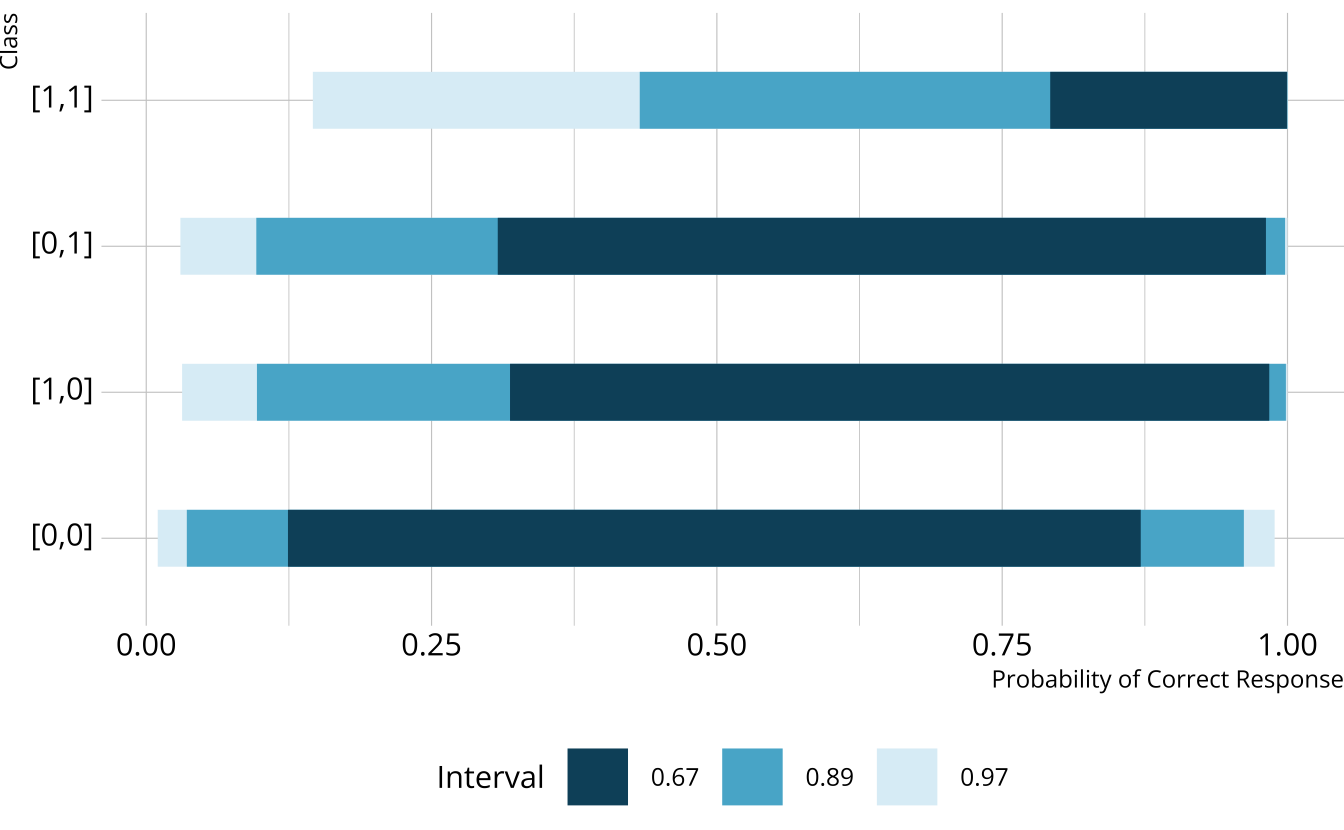 Class
[1,1]
[0,1]
[1,0]
[0,0]
0.00 0.25 0.50 0.75 1.00
Probability of Correct Response
Interval 0.67 0.89 0.97